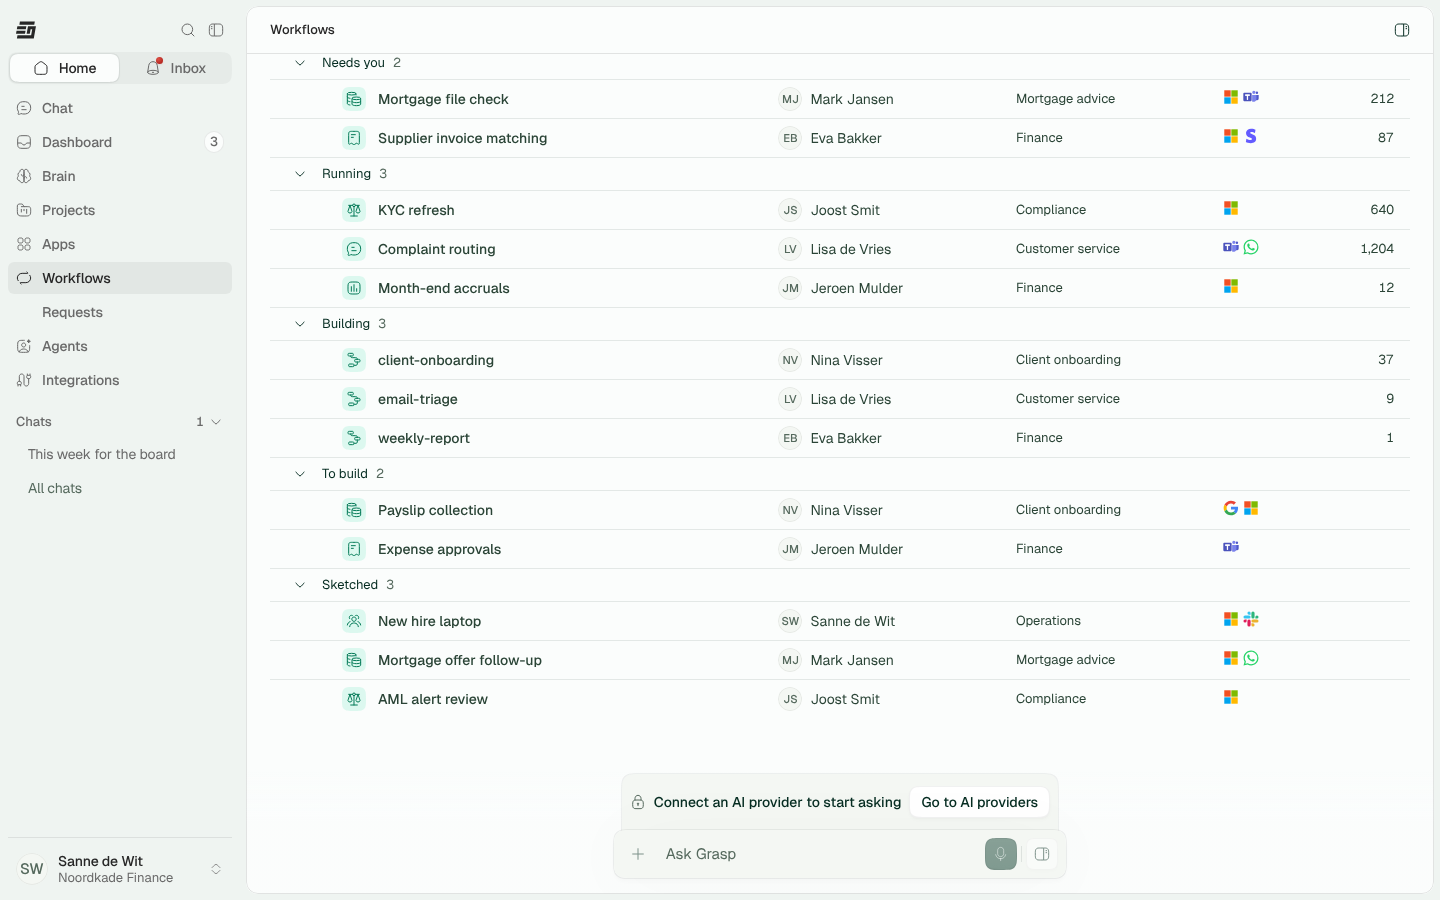 Workflows
Home
Inbox
Chat
Dashboard 3
Brain
Projects
Apps
Workflows
Requests
Agents
Integrations
Chats 1
This week for the board
All chats
SW Sanne de Wit
Noordkade Finance
Needs you 2
Mortgage file check MJ Mark Jansen Mortgage advice 212
Supplier invoice matching EB Eva Bakker Finance 87
Running 3
KYC refresh JS Joost Smit Compliance 640
Complaint routing LV Lisa de Vries Customer service 1,204
Month-end accruals JM Jeroen Mulder Finance 12
Building 3
client-onboarding NV Nina Visser Client onboarding 37
email-triage LV Lisa de Vries Customer service 9
weekly-report EB Eva Bakker Finance 1
To build 2
Payslip collection NV Nina Visser Client onboarding
Expense approvals JM Jeroen Mulder Finance
Sketched 3
New hire laptop SW Sanne de Wit Operations
Mortgage offer follow-up MJ Mark Jansen Mortgage advice
AML alert review JS Joost Smit Compliance
Connect an AI provider to start asking Go to AI providers
Ask Grasp